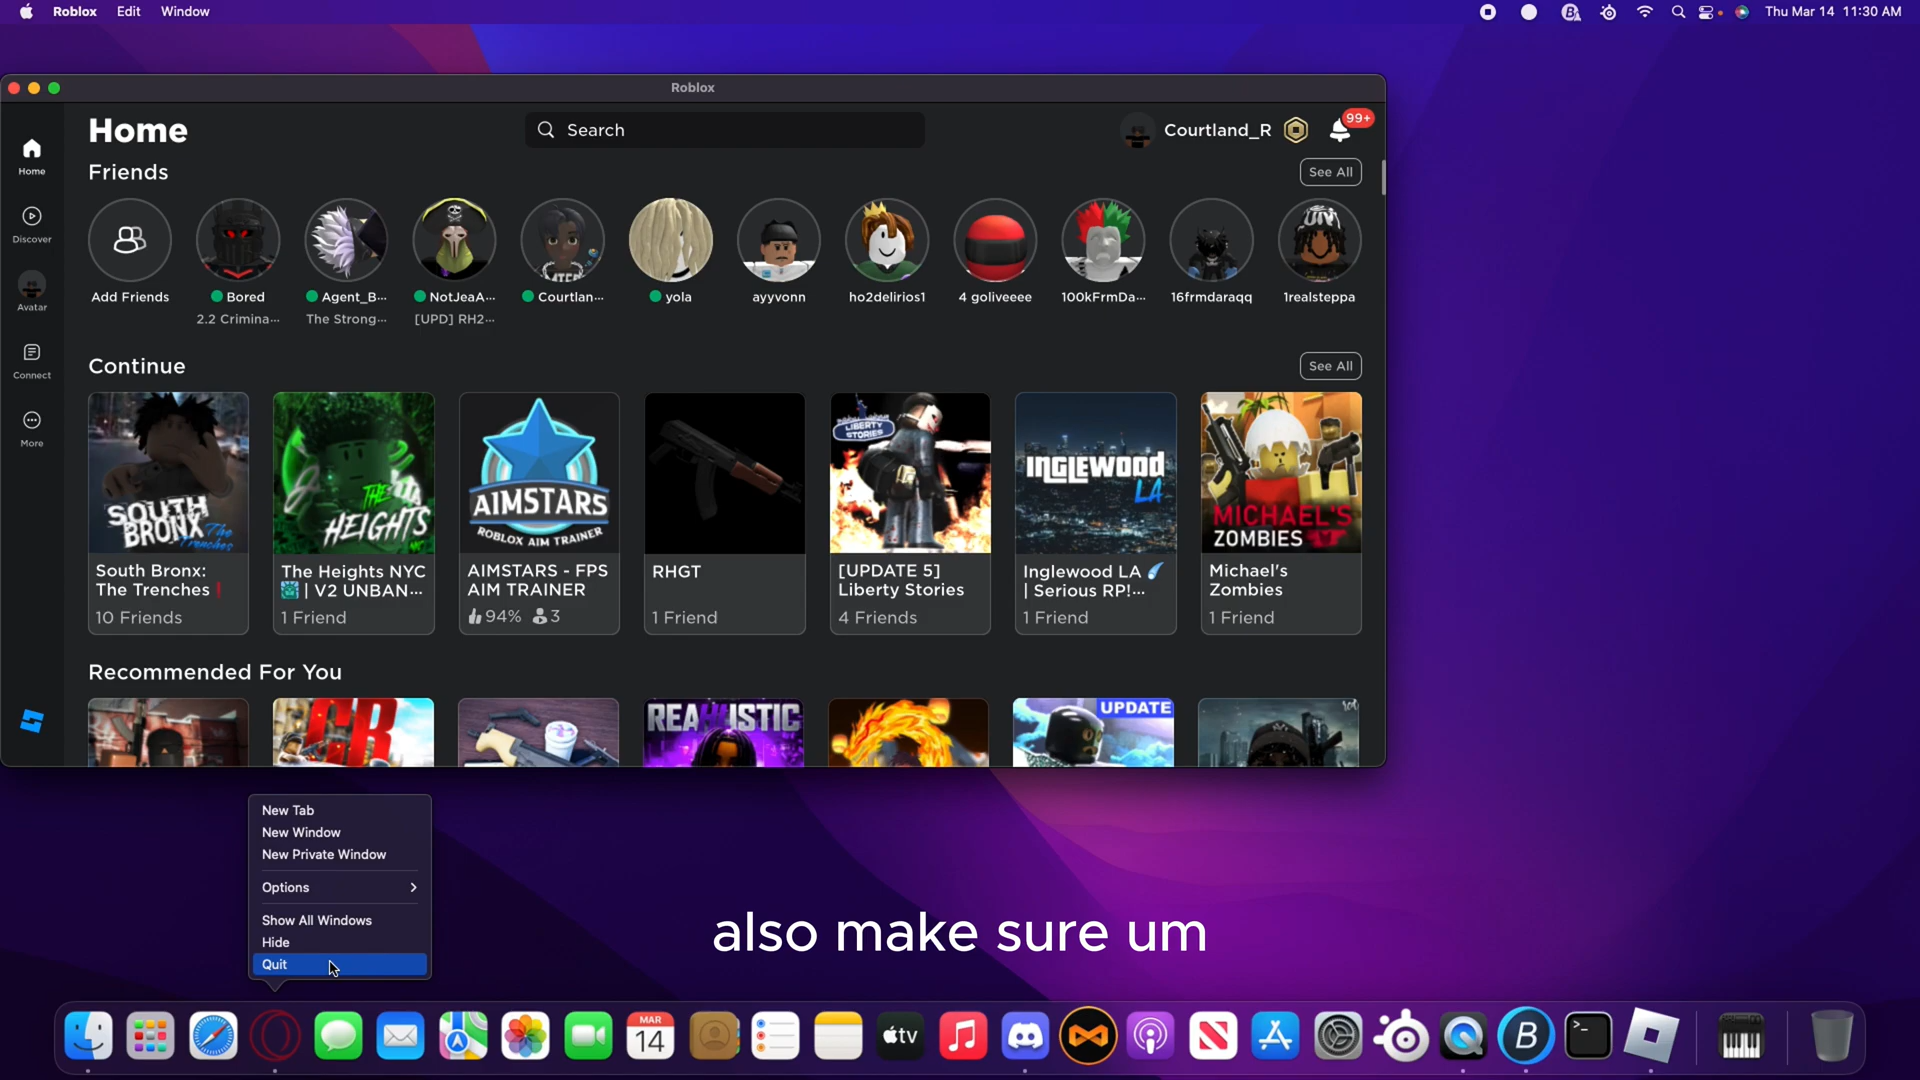 Roblox Edit Window
Thu Mar 14 11:30 AM
Roblox
Home
Search
Courtland_R
99+
Home
Discover
Avatar
Connect
More
Friends
See All
Add Friends
Bored
2.2 Crimina...
Agent_B...
The Strong...
NotJeaA...
[UPD] RH2...
Courtlan...
yola
ayyvonn
ho2delirios1
4 goliveeee
100kFrmDa...
16frmdaraqq
1realsteppa
Continue
See All
SOUTH
BRONX The
Trenches
South Bronx:
The Trenches
10 Friends
THE
HEIGHTS
The Heights NYC
| V2 UNBAN...
1 Friend
AIMSTARS
ROBLOX AIM TRAINER
AIMSTARS - FPS
AIM TRAINER
94% 3
RHGT
1 Friend
LIBERTY
STORIES
[UPDATE 5]
Liberty Stories
4 Friends
INGLEWOOD
LA
Inglewood LA
| Serious RP!...
1 Friend
MICHAEL'S
ZOMBIES
Michael's
Zombies
1 Friend
Recommended For You
REALISTIC
UPDATE
New Tab
New Window
New Private Window
Options
Show All Windows
Hide
Quit
also make sure um
MAR
14
tv
B